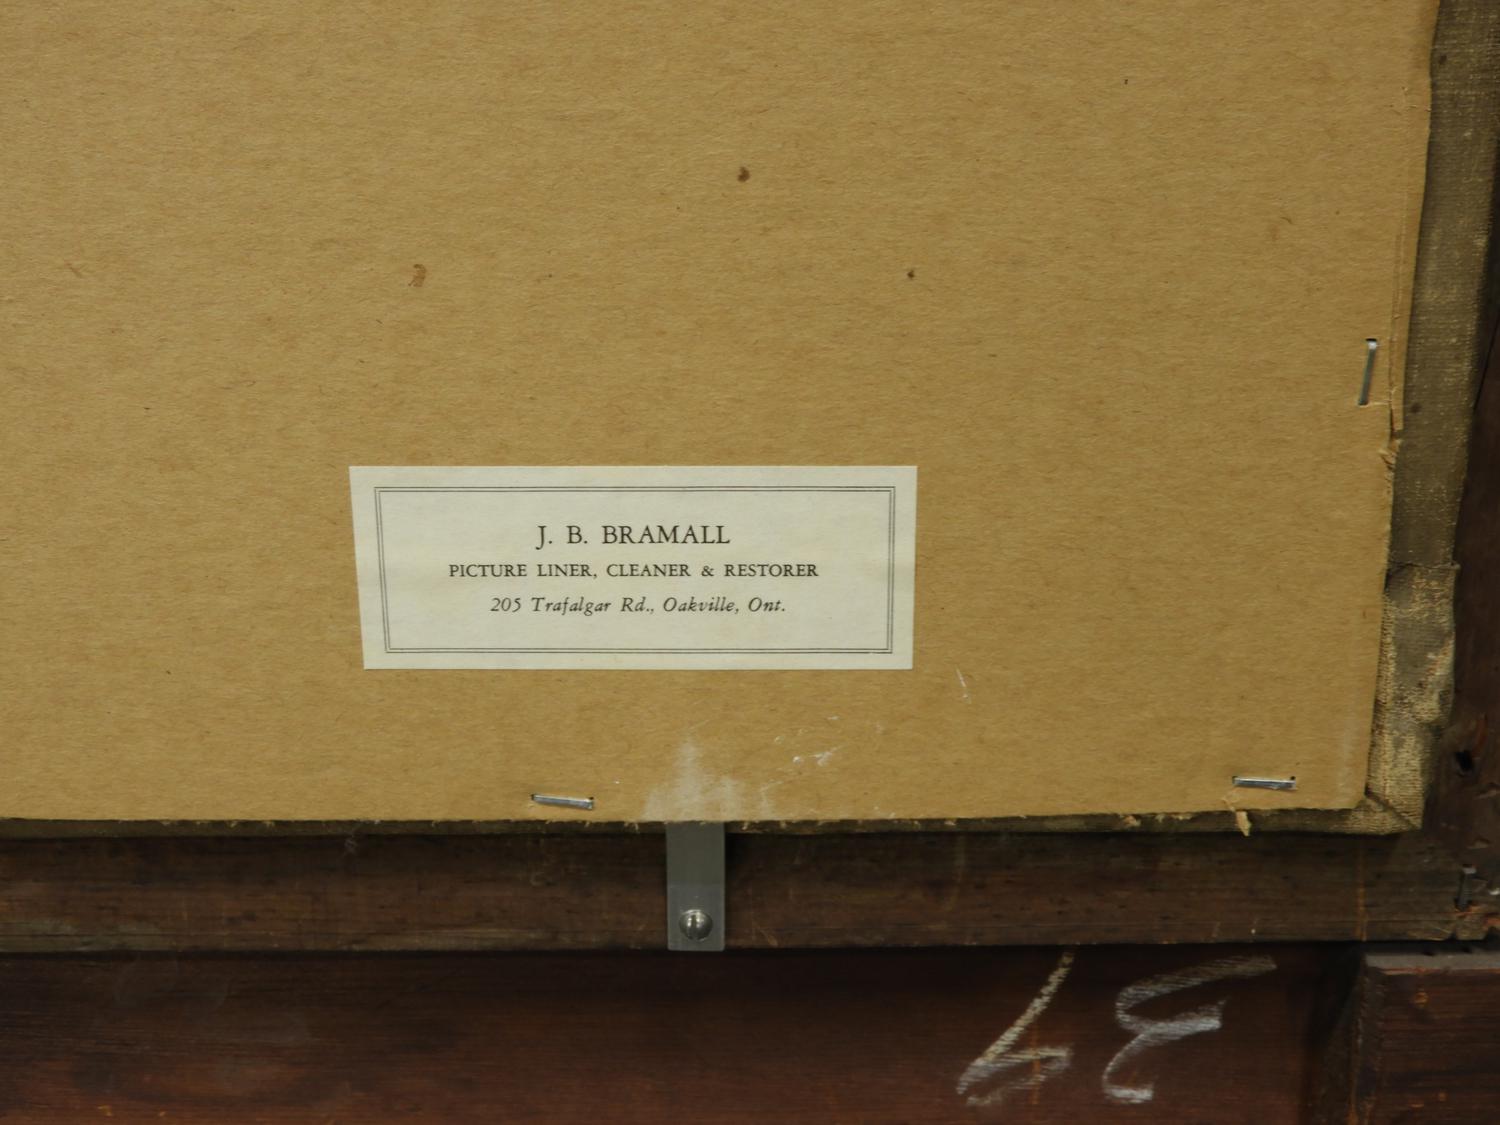 J. B. BRAMALL
PICTURE LINER, CLEANER & RESTORER
205 Trafalgar Rd., Oakville, Ont.